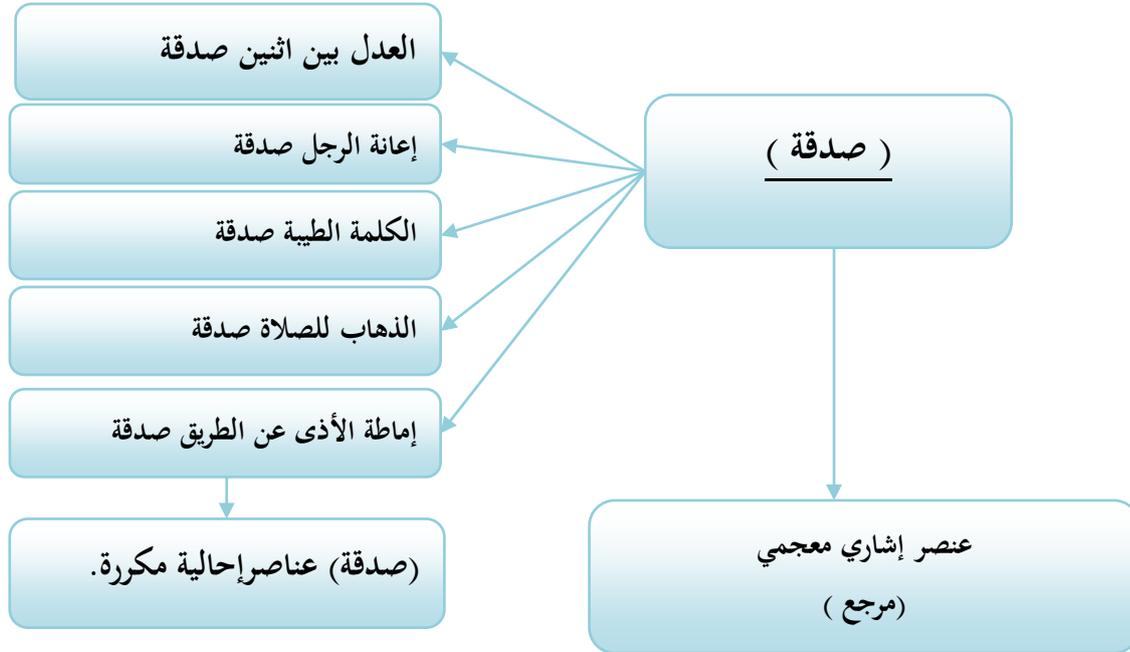 ( صدقة )
العدل بين اثنين صدقة
إعانة الرجل صدقة
الكلمة الطيبة صدقة
الذهاب للصلاة صدقة
إماطة الأذى عن الطريق صدقة
عنصر إشاري معجمي
(مرجع )
(صدقة) عناصرإحالية مكررة.